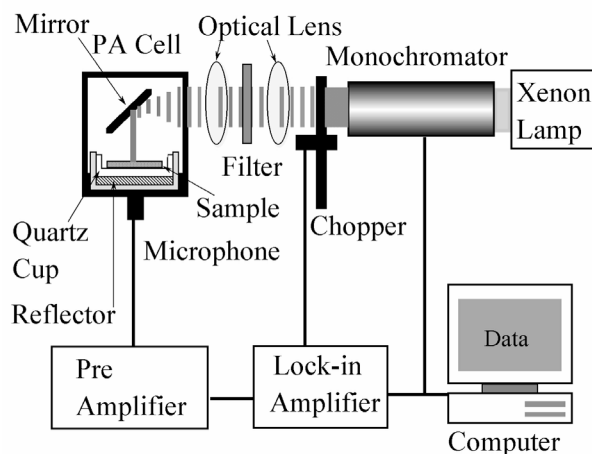 Mirror
PA Cell
Optical Lens
Monochromator
Xenon
Lamp
Filter
Sample
Chopper
Quartz
Cup
Microphone
Reflector
Pre
Amplifier
Lock-in
Amplifier
Data
Computer